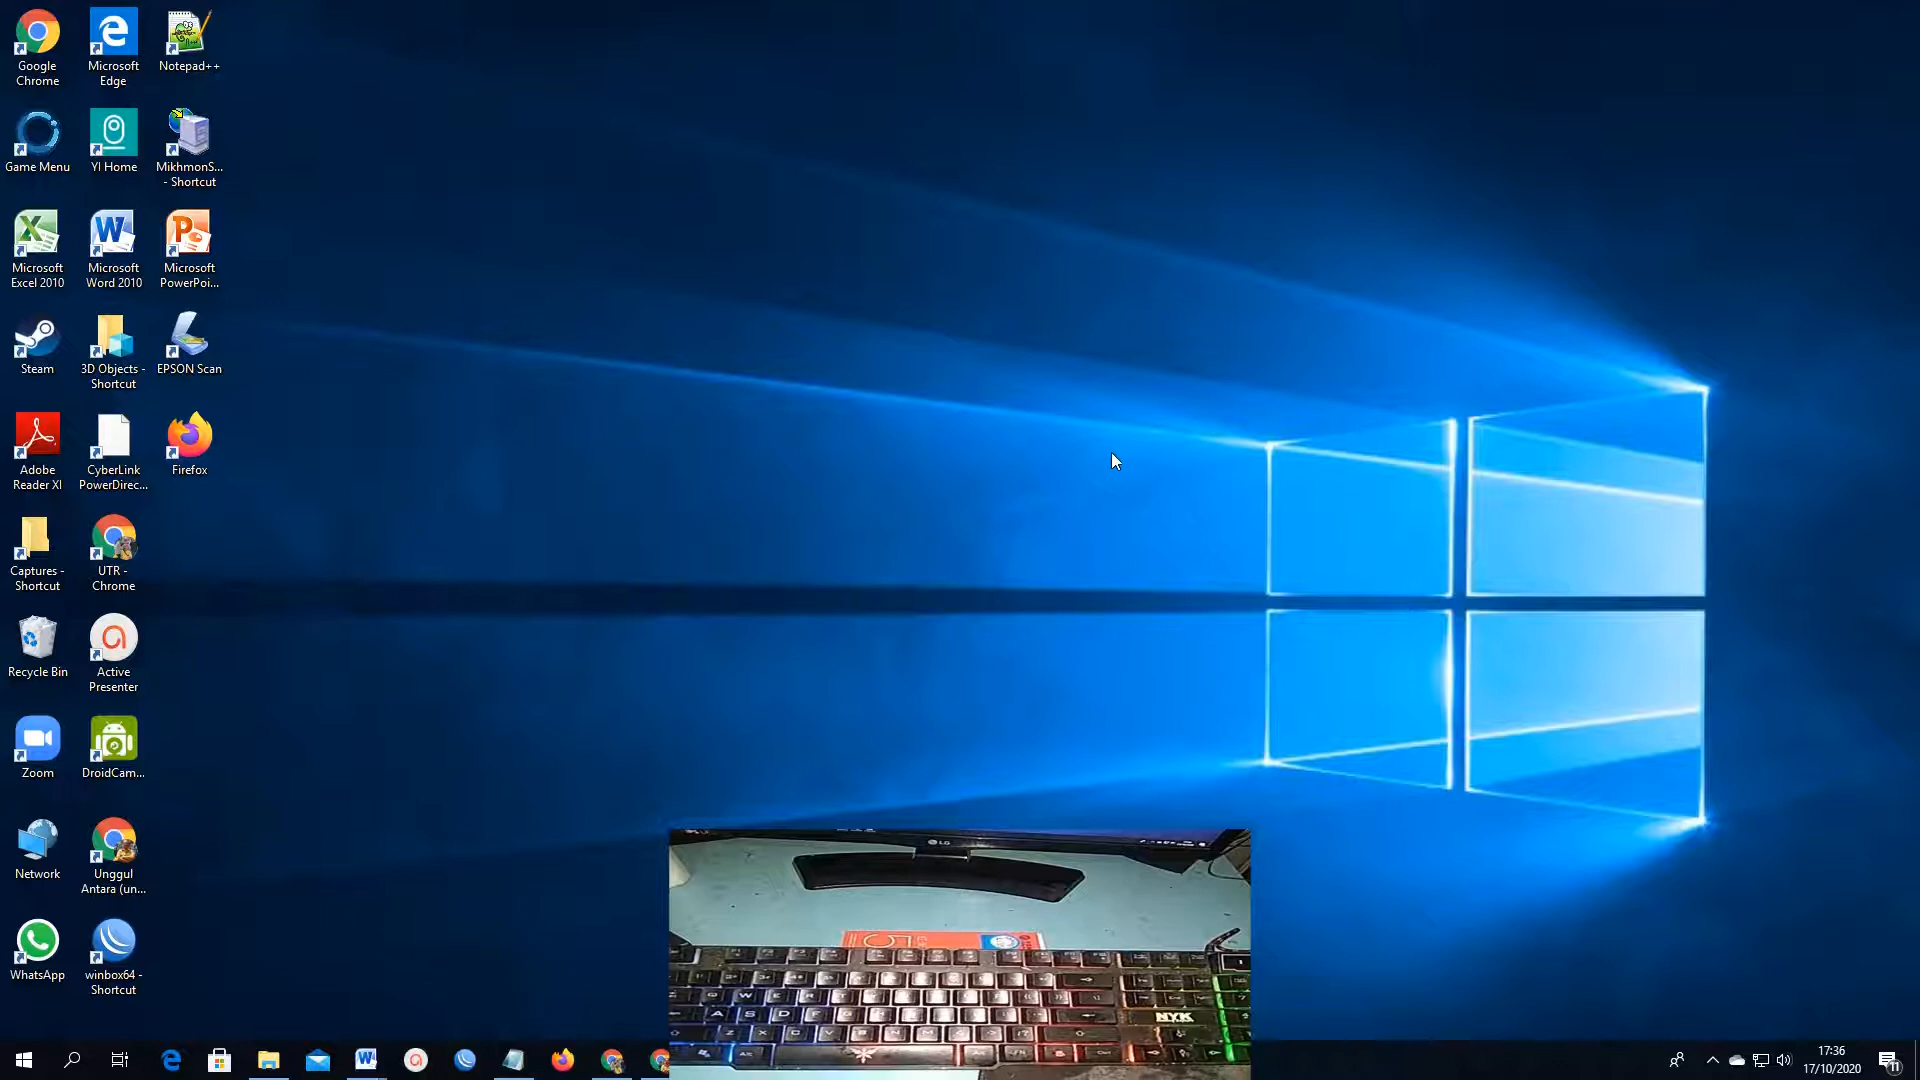 Google
Chrome
Microsoft
Edge
Notepad++
Game Menu
YI Home
MikhmonS...
- Shortcut
Microsoft
Excel 2010
Microsoft
Word 2010
Microsoft
PowerPoi...
Steam
3D Objects -
Shortcut
EPSON Scan
Adobe
Reader XI
CyberLink
PowerDirec...
Firefox
Captures -
Shortcut
UTR -
Chrome
Recycle Bin
Active
Presenter
Zoom
DroidCam...
Network
Unggul
Antara (un...
WhatsApp
winbox64 -
Shortcut
LG
NYK
17:36
17/10/2020
11